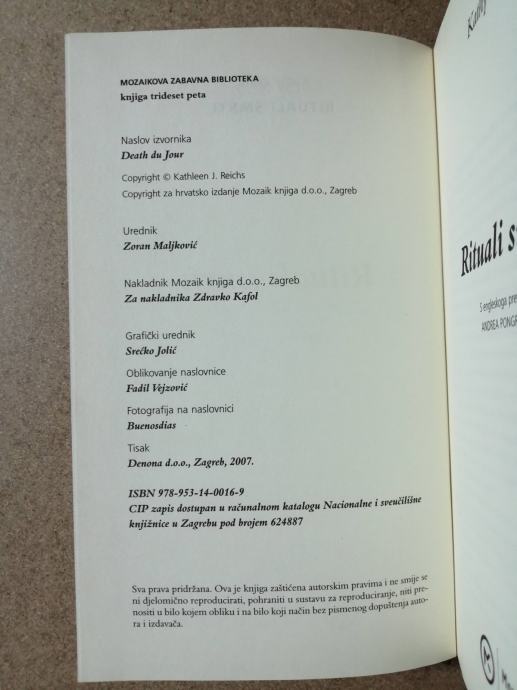 MOZAIKOVA ZABAVNA BIBLIOTEKA
knjiga trideset peta
Naslov izvornika
Death du Jour
Copyright © Kathleen J. Reichs
Copyright za hrvatsko izdanje Mozaik knjiga d.o.o., Zagreb
Urednik
Zoran Maljković
Nakladnik Mozaik knjiga d.o.o., Zagreb
Za nakladnika Zdravko Kafol
Grafički urednik
Srećko Jolić
Oblikovanje naslovnice
Fadil Vejzović
Fotografija na naslovnici
Buenosdias
Tisak
Denona d.o.o., Zagreb, 2007.
ISBN 978-953-14-0016-9
CIP zapis dostupan u računalnom katalogu Nacionalne i sveučilišne
knjižnice u Zagrebu pod brojem 624887
Sva prava pridržana. Ova je knjiga zaštićena autorskim pravima i ne smije se
ni djelomično reproducirati, pohraniti u sustavu za reproduciranje, niti pre-
nositi u bilo kojem obliku i na bilo koji način bez pismenog dopuštenja auto-
ra i izdavača.
Rituali s
S engleskoga pre
ANDREA PONGR